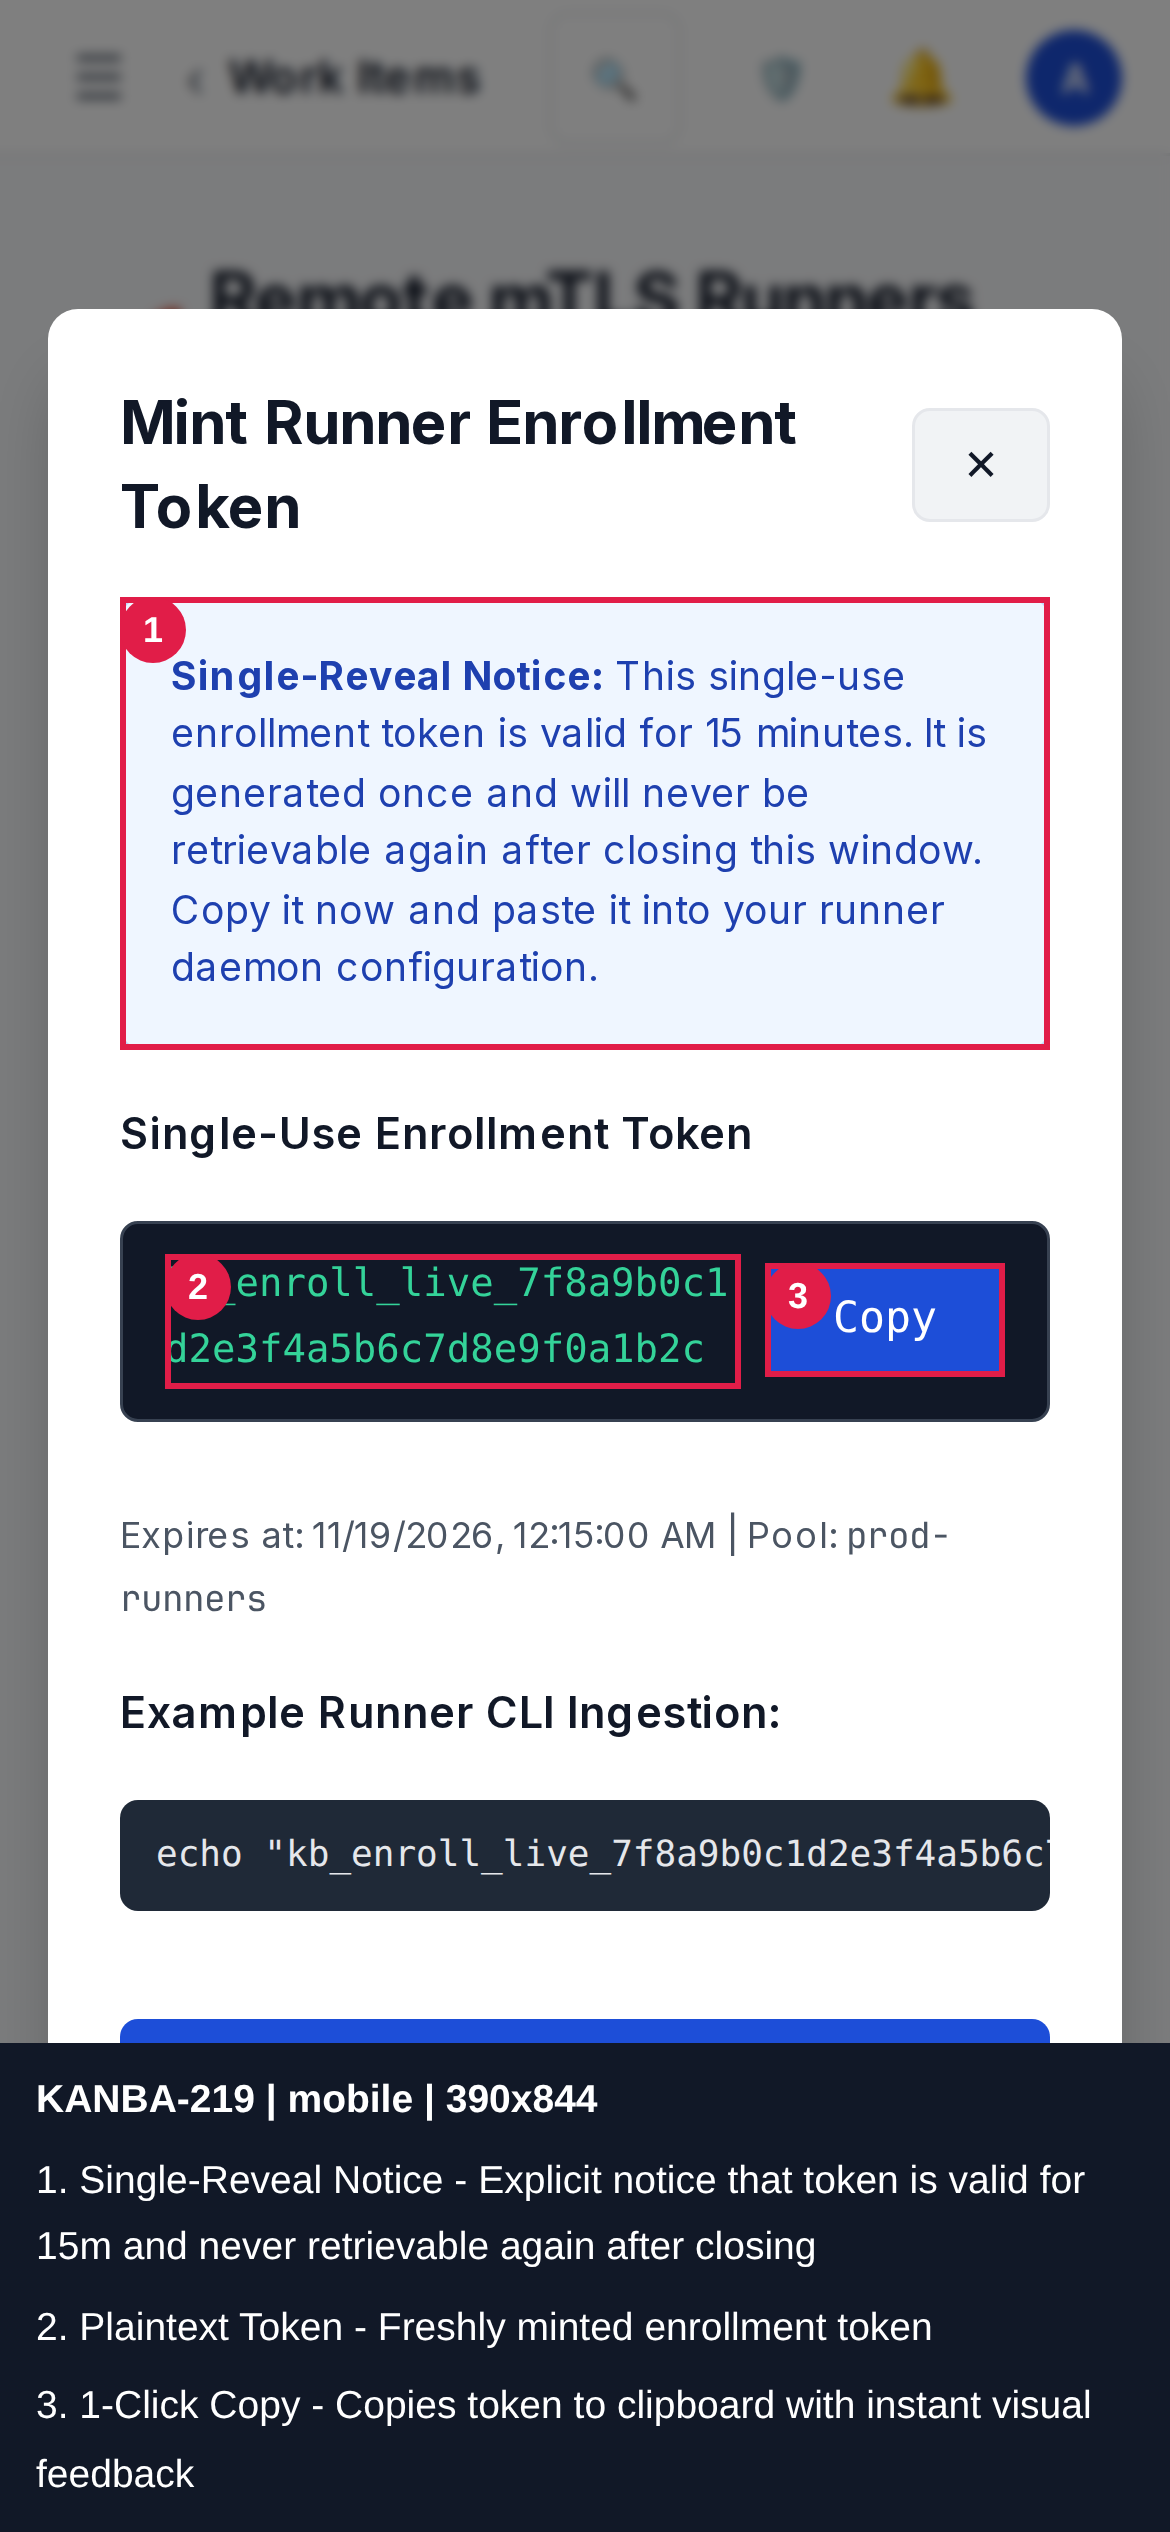 ☰ ‹ Work Items A
Remote mTLS Runners
Mint Runner Enrollment
Token
✕
1
Single-Reveal Notice: This single-use
enrollment token is valid for 15 minutes. It is
generated once and will never be
retrievable again after closing this window.
Copy it now and paste it into your runner
daemon configuration.
Single-Use Enrollment Token
2 _enroll_live_7f8a9b0c1
d2e3f4a5b6c7d8e9f0a1b2c
3 Copy
Expires at: 11/19/2026, 12:15:00 AM | Pool: prod-
runners
Example Runner CLI Ingestion:
echo "kb_enroll_live_7f8a9b0c1d2e3f4a5b6c7
KANBA-219 | mobile | 390x844
1. Single-Reveal Notice - Explicit notice that token is valid for
15m and never retrievable again after closing
2. Plaintext Token - Freshly minted enrollment token
3. 1-Click Copy - Copies token to clipboard with instant visual
feedback